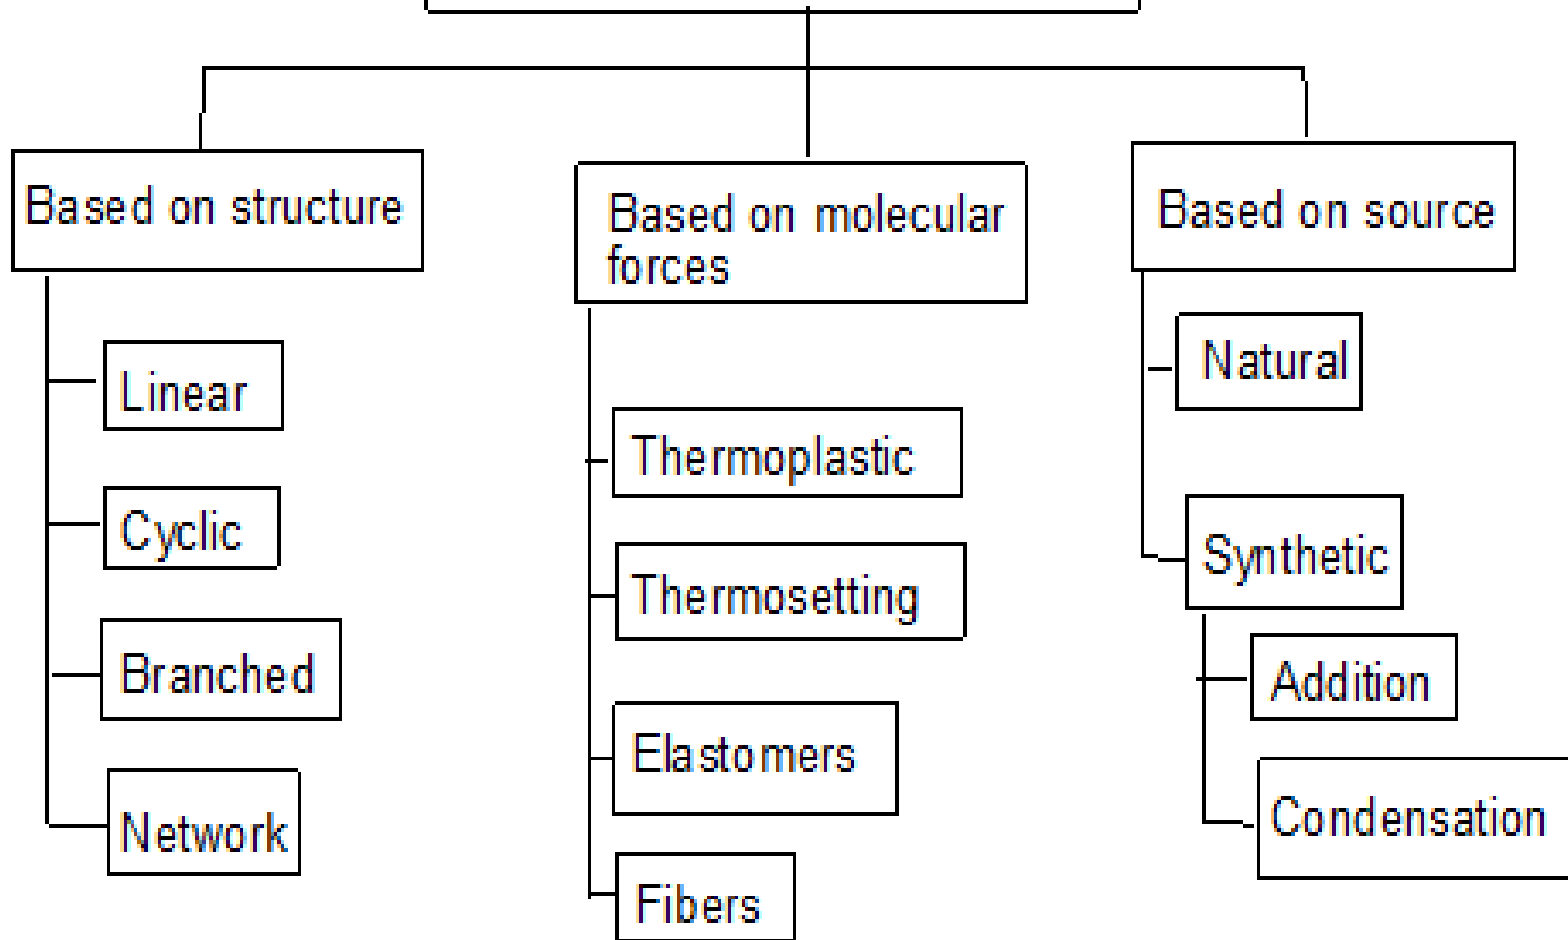 Based on structure
Linear
Cyclic
Branched
Network
Based on molecular
forces
Thermoplastic
Thermosetting
Elastomers
Fibers
Based on source
Natural
Synthetic
Addition
Condensation